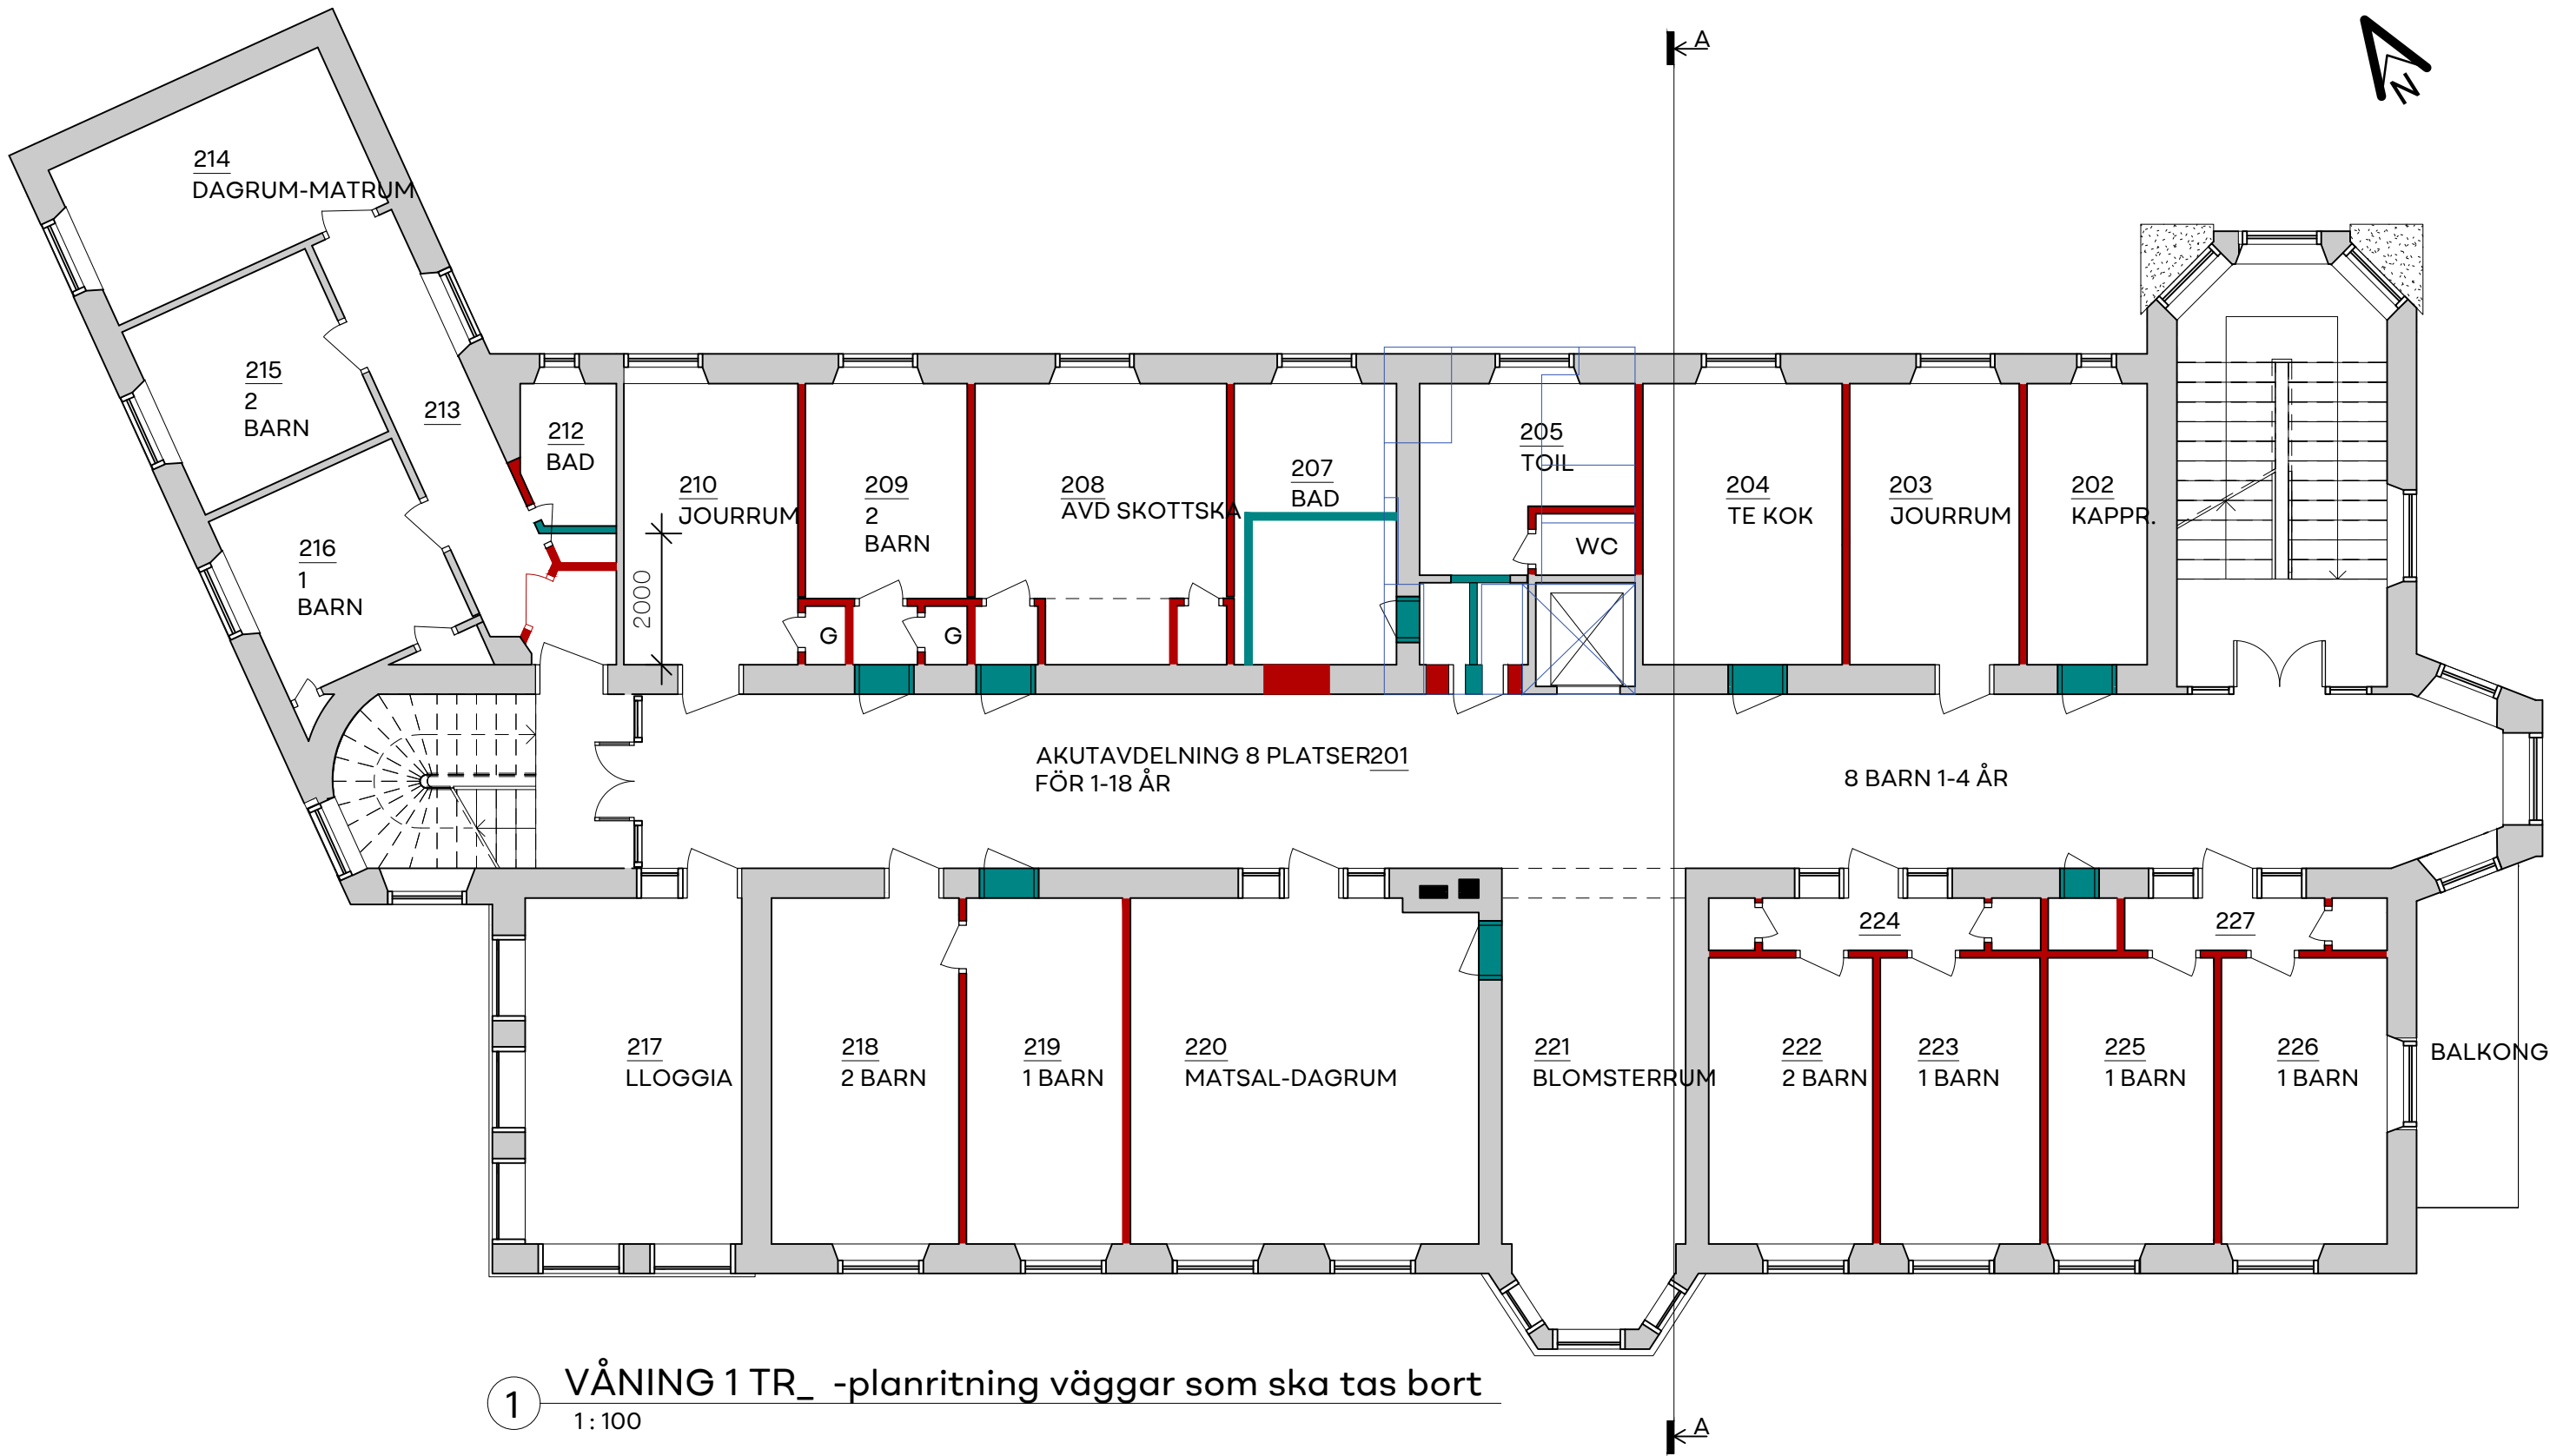 A
N
214
DAGRUM-MATRUM
215
2
BARN
213
216
1
BARN
212
BAD
210
JOURRUM
2000
209
2
BARN
G
G
208
AVD SKOTTSKA
207
BAD
205
TOIL
WC
204
TE KOK
203
JOURRUM
202
KAPPR.
AKUTAVDELNING 8 PLATSER201
FÖR 1-18 ÅR
8 BARN 1-4 ÅR
224
227
217
LLOGGIA
218
2 BARN
219
1 BARN
220
MATSAL-DAGRUM
221
BLOMSTERRUM
222
2 BARN
223
1 BARN
225
1 BARN
226
1 BARN
BALKONG
1
VÅNING 1 TR_ -planritning väggar som ska tas bort
1 : 100
A